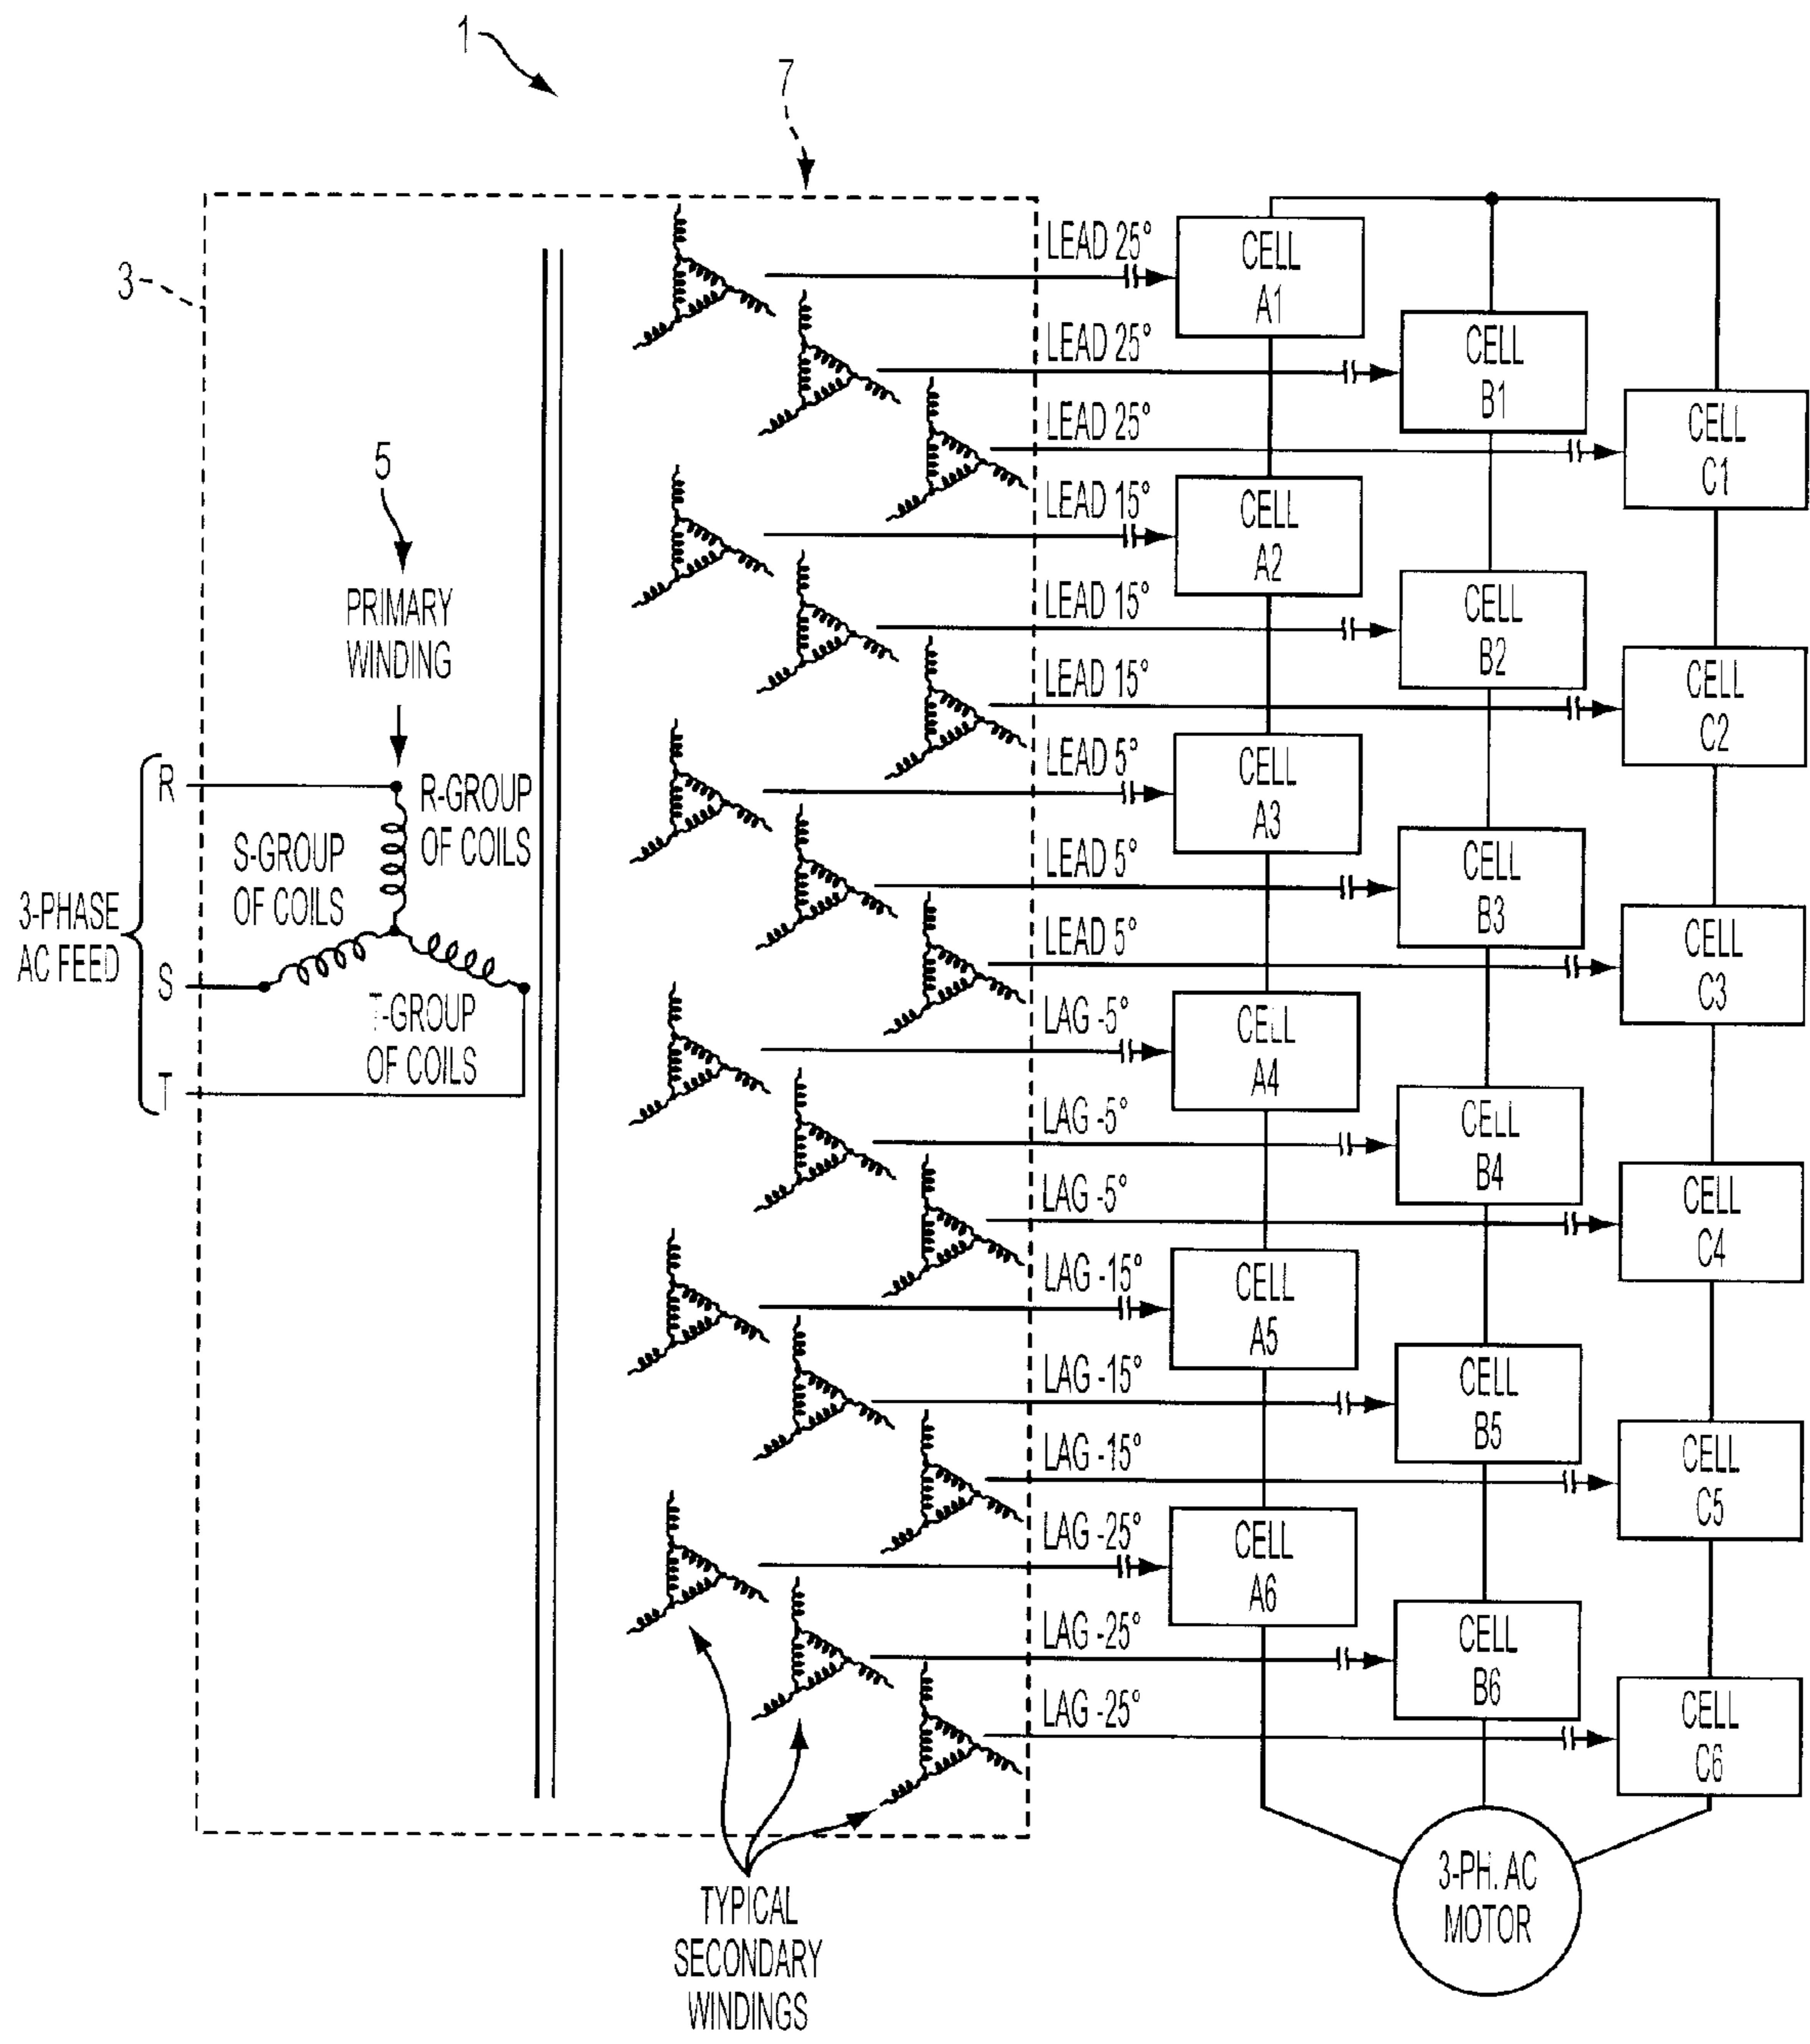 1
7
3
5
PRIMARY
WINDING
3-PHASE
AC FEED
R
S
T
R-GROUP
OF COILS
S-GROUP
OF COILS
T-GROUP
OF COILS
LEAD 25°
LEAD 25°
LEAD 25°
LEAD 15°
LEAD 15°
LEAD 15°
LEAD 5°
LEAD 5°
LEAD 5°
LAG -5°
LAG -5°
LAG -5°
LAG -15°
LAG -15°
LAG -15°
LAG -25°
LAG -25°
LAG -25°
CELL
A1
CELL
B1
CELL
C1
CELL
A2
CELL
B2
CELL
C2
CELL
A3
CELL
B3
CELL
C3
CELL
A4
CELL
B4
CELL
C4
CELL
A5
CELL
B5
CELL
C5
CELL
A6
CELL
B6
CELL
C6
3-PH. AC
MOTOR
TYPICAL
SECONDARY
WINDINGS